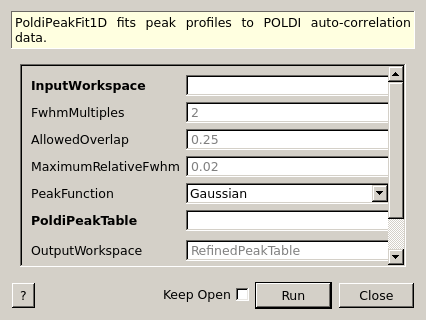 PoldiPeakFit1D fits peak profiles to POLDI auto-correlation
data.
InputWorkspace
FwhmMultiples 2
AllowedOverlap 0.25
MaximumRelativeFwhm 0.02
PeakFunction Gaussian
PoldiPeakTable
OutputWorkspace RefinedPeakTable
? Keep Open Run Close